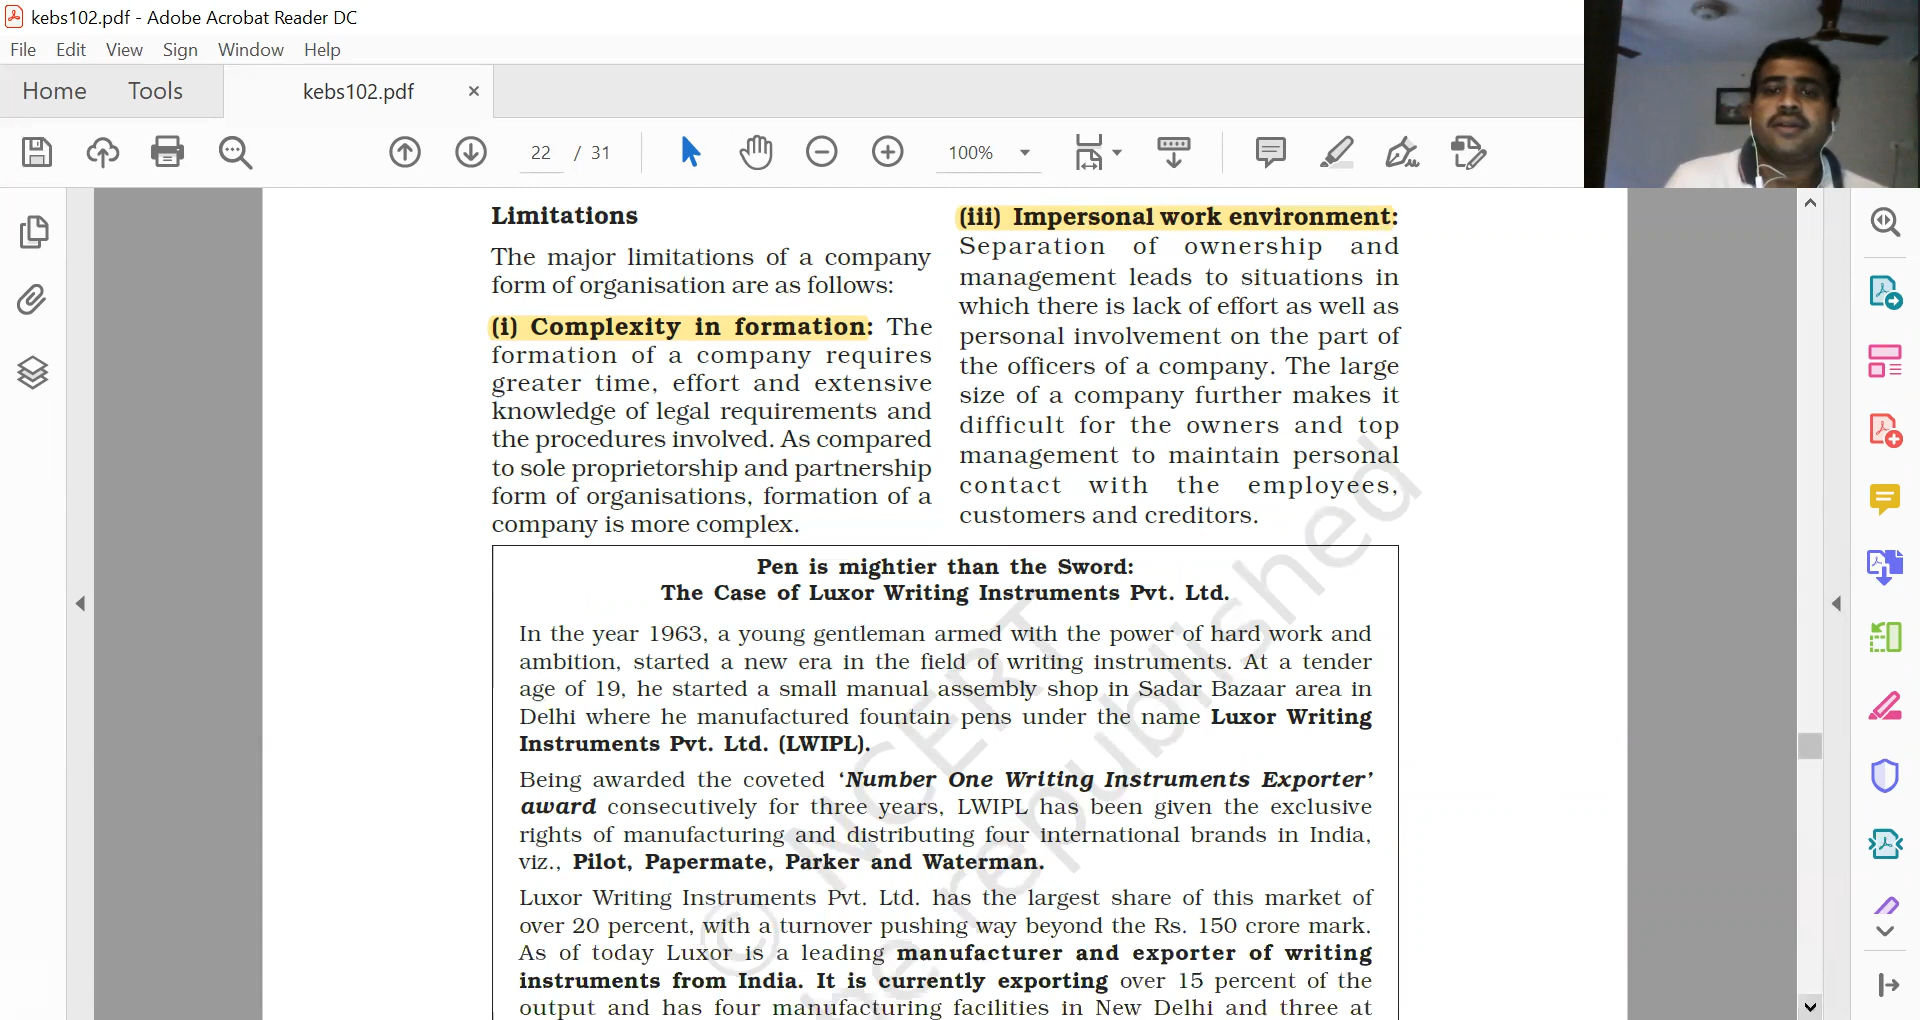 kebs102.pdf - Adobe Acrobat Reader DC
File Edit View Sign Window Help
Home Tools kebs102.pdf ×
22 / 31 100%
Limitations
The major limitations of a company
form of organisation are as follows:
(i) Complexity in formation: The
formation of a company requires
greater time, effort and extensive
knowledge of legal requirements and
the procedures involved. As compared
to sole proprietorship and partnership
form of organisations, formation of a
company is more complex.
(iii) Impersonal work environment:
Separation of ownership and
management leads to situations in
which there is lack of effort as well as
personal involvement on the part of
the officers of a company. The large
size of a company further makes it
difficult for the owners and top
management to maintain personal
contact with the employees,
customers and creditors.
Pen is mightier than the Sword:
The Case of Luxor Writing Instruments Pvt. Ltd.
In the year 1963, a young gentleman armed with the power of hard work and
ambition, started a new era in the field of writing instruments. At a tender
age of 19, he started a small manual assembly shop in Sadar Bazaar area in
Delhi where he manufactured fountain pens under the name Luxor Writing
Instruments Pvt. Ltd. (LWIPL).
Being awarded the coveted ‘Number One Writing Instruments Exporter’
award consecutively for three years, LWIPL has been given the exclusive
rights of manufacturing and distributing four international brands in India,
viz., Pilot, Papermate, Parker and Waterman.
Luxor Writing Instruments Pvt. Ltd. has the largest share of this market of
over 20 percent, with a turnover pushing way beyond the Rs. 150 crore mark.
As of today Luxor is a leading manufacturer and exporter of writing
instruments from India. It is currently exporting over 15 percent of the
output and has four manufacturing facilities in New Delhi and three at
© NCERT
be republished